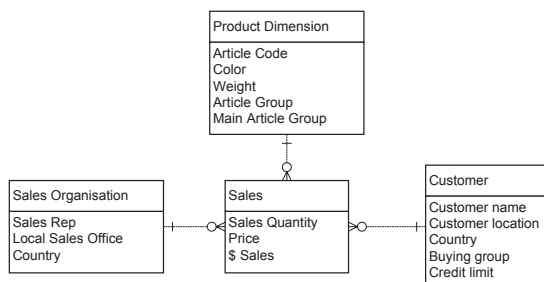 Product Dimension
Article Code
Color
Weight
Article Group
Main Article Group
Sales Organisation
Sales Rep
Local Sales Office
Country
Sales
Sales Quantity
Price
$ Sales
Customer
Customer name
Customer location
Country
Buying group
Credit limit